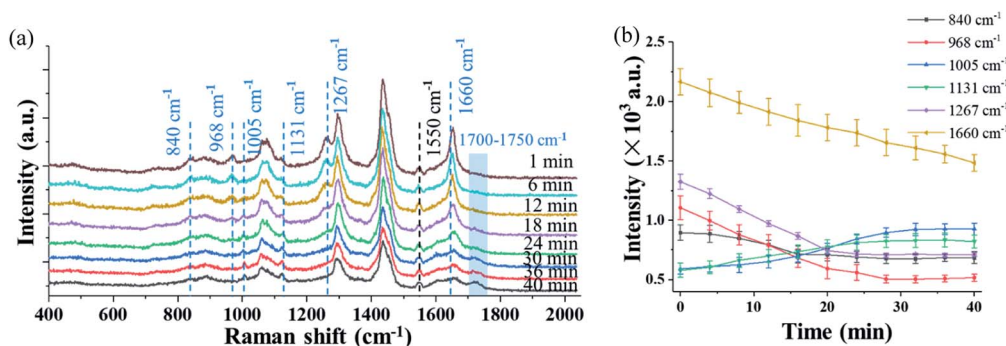 (a)
Intensity (a.u.)
840 cm⁻¹
968 cm⁻¹
1005 cm⁻¹
1131 cm⁻¹
1267 cm⁻¹
1550 cm⁻¹
1660 cm⁻¹
1700-1750 cm⁻¹
1 min
6 min
12 min
18 min
24 min
30 min
36 min
40 min
400 600 800 1000 1200 1400 1600 1800 2000
Raman shift (cm⁻¹)
(b)
Intensity (× 10³ a.u.)
2.5
2.0
1.5
1.0
0.5
840 cm⁻¹
968 cm⁻¹
1005 cm⁻¹
1131 cm⁻¹
1267 cm⁻¹
1660 cm⁻¹
0 10 20 30 40
Time (min)